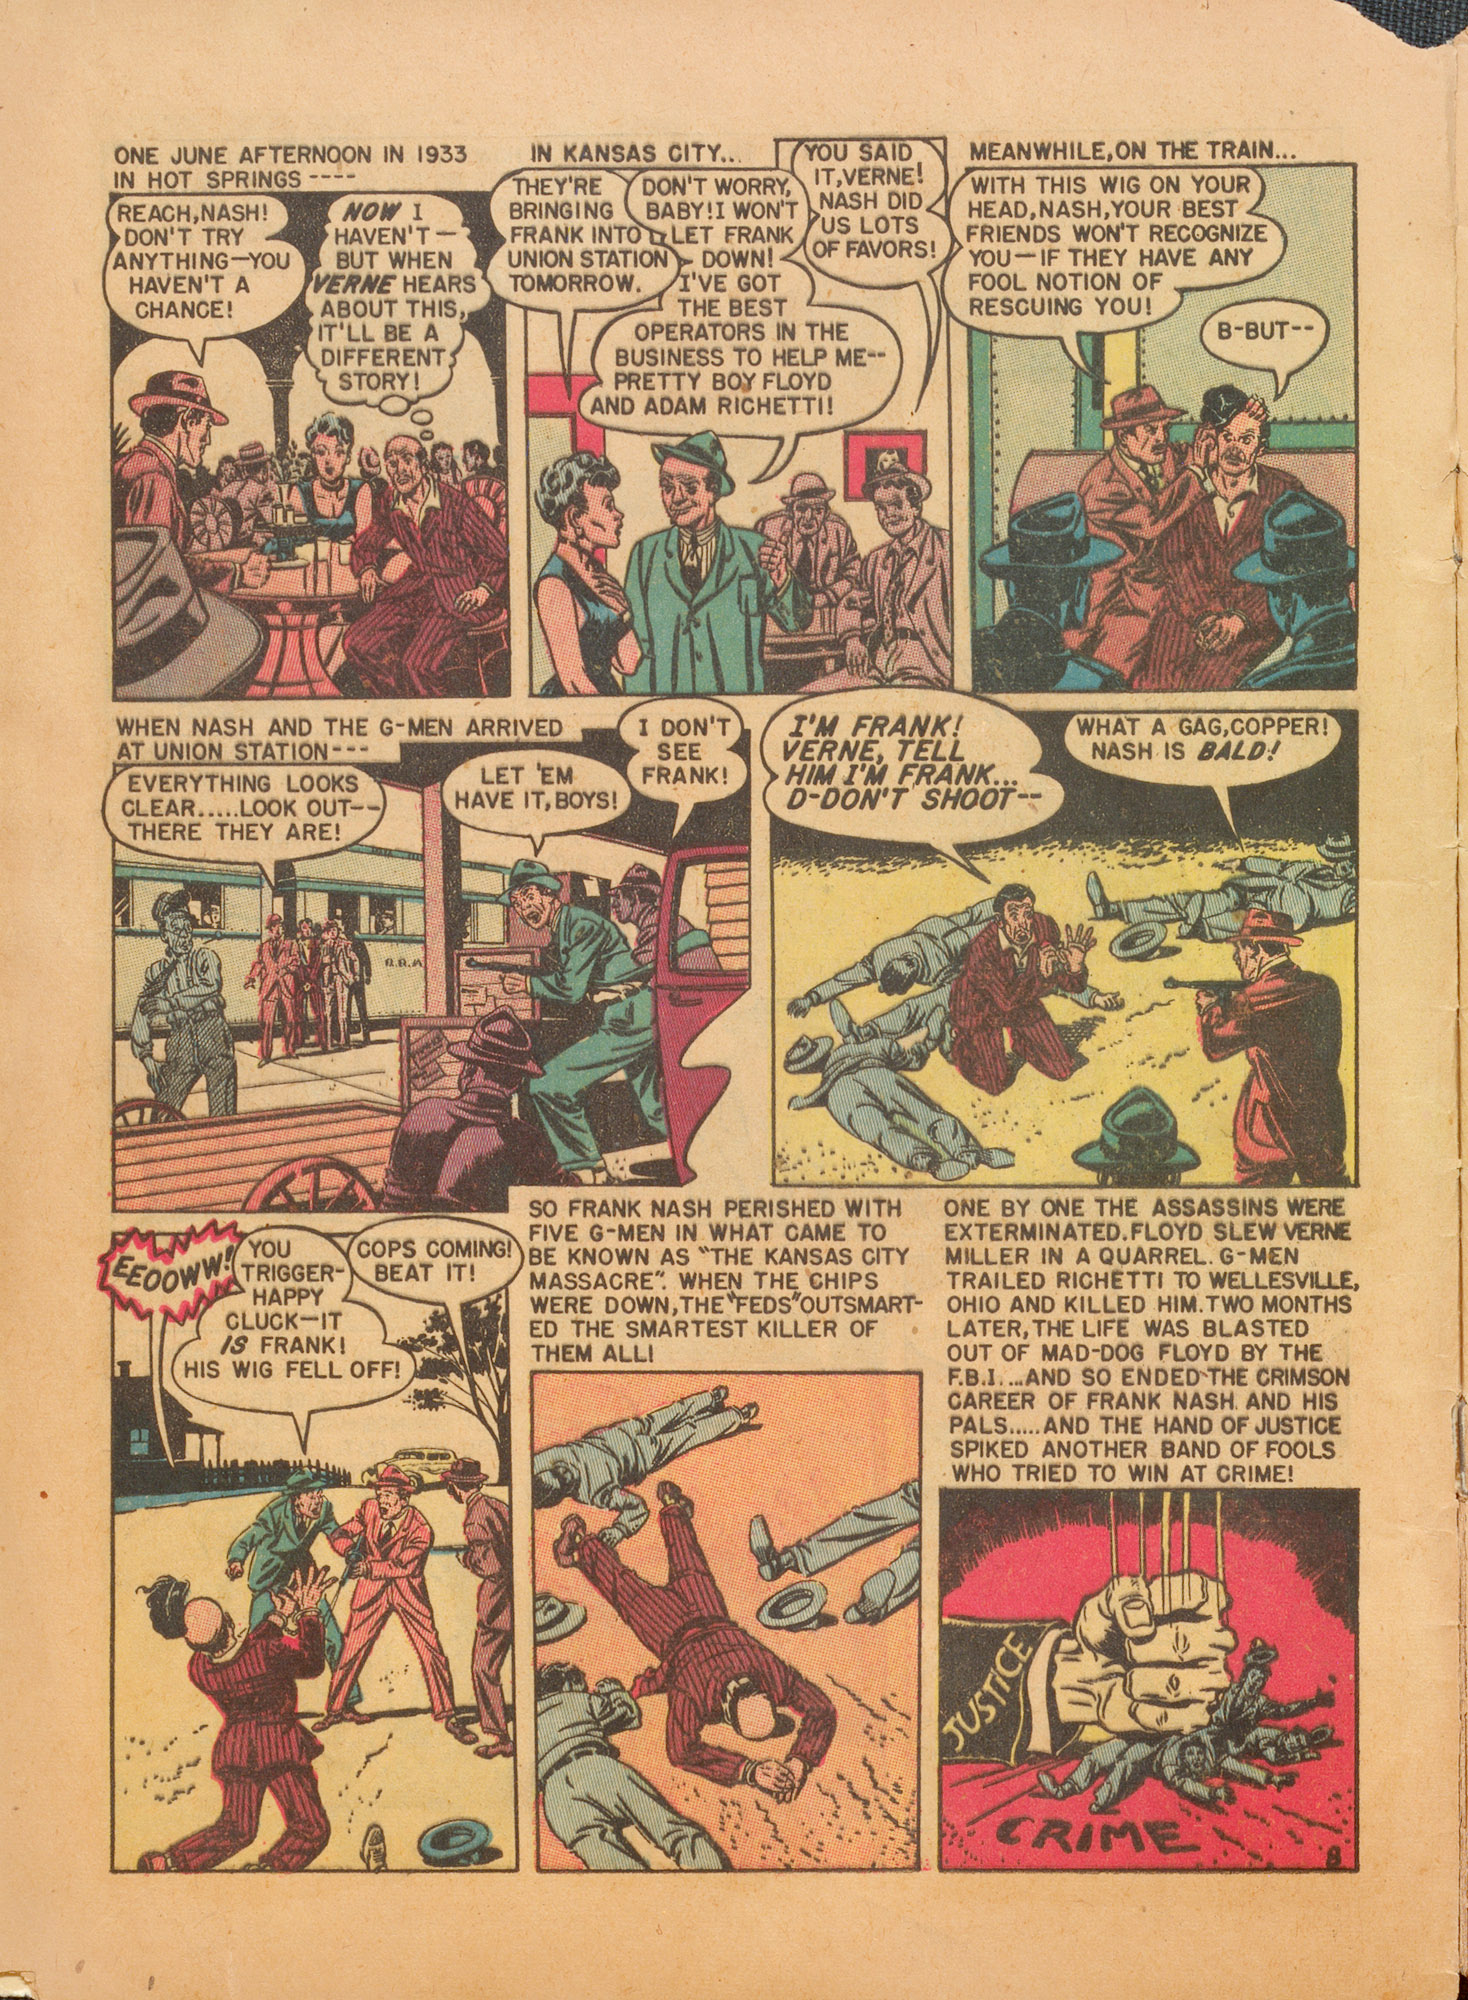 ONE JUNE AFTERNOON IN 1933
IN HOT SPRINGS----
REACH, NASH!
DON'T TRY
ANYTHING—YOU
HAVEN'T A
CHANCE!
NOW I
HAVEN'T—
BUT WHEN
VERNE HEARS
ABOUT THIS,
IT'LL BE A
DIFFERENT
STORY!
IN KANSAS CITY...
THEY'RE
BRINGING
FRANK INTO
UNION STATION
TOMORROW.
DON'T WORRY,
BABY! I WON'T
LET FRANK
DOWN!
I'VE GOT
THE BEST
OPERATORS IN THE
BUSINESS TO HELP ME--
PRETTY BOY FLOYD
AND ADAM RICHETTI!
YOU SAID
IT, VERNE!
NASH DID
US LOTS
OF FAVORS!
MEANWHILE, ON THE TRAIN...
WITH THIS WIG ON YOUR
HEAD, NASH, YOUR BEST
FRIENDS WON'T RECOGNIZE
YOU—IF THEY HAVE ANY
FOOL NOTION OF
RESCUING YOU!
B-BUT--
WHEN NASH AND THE G-MEN ARRIVED
AT UNION STATION---
EVERYTHING LOOKS
CLEAR.....LOOK OUT--
THERE THEY ARE!
LET 'EM
HAVE IT, BOYS!
I DON'T
SEE
FRANK!
R.R.M
I'M FRANK!
VERNE, TELL
HIM I'M FRANK...
D-DON'T SHOOT--
WHAT A GAG, COPPER!
NASH IS BALD!
EEOOWW!
YOU
TRIGGER-
HAPPY
CLUCK—IT
IS FRANK!
HIS WIG FELL OFF!
COPS COMING!
BEAT IT!
SO FRANK NASH PERISHED WITH
FIVE G-MEN IN WHAT CAME TO
BE KNOWN AS "THE KANSAS CITY
MASSACRE". WHEN THE CHIPS
WERE DOWN, THE "FEDS" OUTSMART-
ED THE SMARTEST KILLER OF
THEM ALL!
ONE BY ONE THE ASSASSINS WERE
EXTERMINATED. FLOYD SLEW VERNE
MILLER IN A QUARREL. G-MEN
TRAILED RICHETTI TO WELLESVILLE,
OHIO AND KILLED HIM. TWO MONTHS
LATER, THE LIFE WAS BLASTED
OUT OF MAD-DOG FLOYD BY THE
F.B.I....AND SO ENDED THE CRIMSON
CAREER OF FRANK NASH AND HIS
PALS.....AND THE HAND OF JUSTICE
SPIKED ANOTHER BAND OF FOOLS
WHO TRIED TO WIN AT CRIME!
JUSTICE
CRIME
8